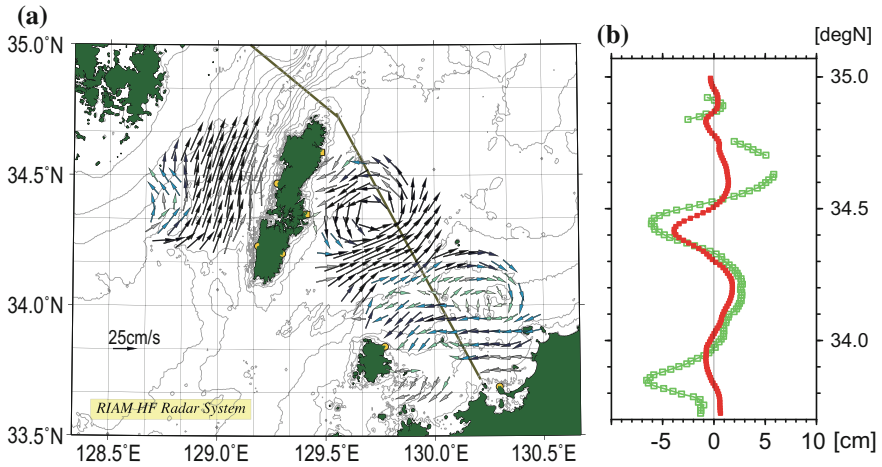 (a)
(b)
[degN]
35.0°N
34.5°N
34.0°N
33.5°N
25cm/s
RIAM HF Radar System
128.5°E
129.0°E
129.5°E
130.0°E
130.5°E
35.0
34.5
34.0
-5
0
5
10
[cm]